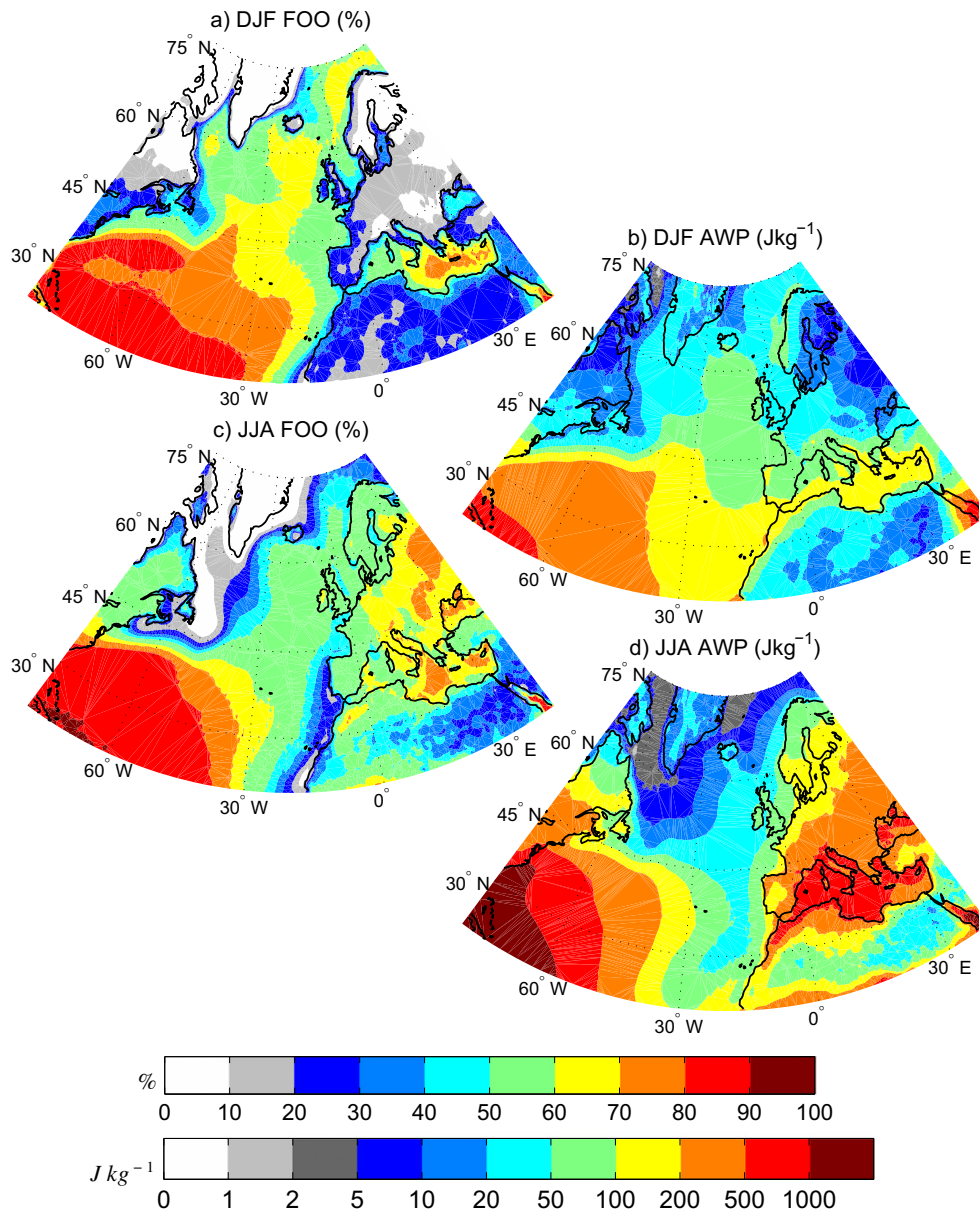 a) DJF FOO (%)
75° N
60° N
45° N
30° N
60° W
30° W
0°
30° E
b) DJF AWP (Jkg⁻¹)
75° N
60° N
45° N
30° N
60° W
30° W
0°
30° E
c) JJA FOO (%)
75° N
60° N
45° N
30° N
60° W
30° W
0°
30° E
d) JJA AWP (Jkg⁻¹)
75° N
60° N
45° N
30° N
60° W
30° W
0°
30° E
%
0 10 20 30 40 50 60 70 80 90 100
J kg⁻¹
0 1 2 5 10 20 50 100 200 500 1000